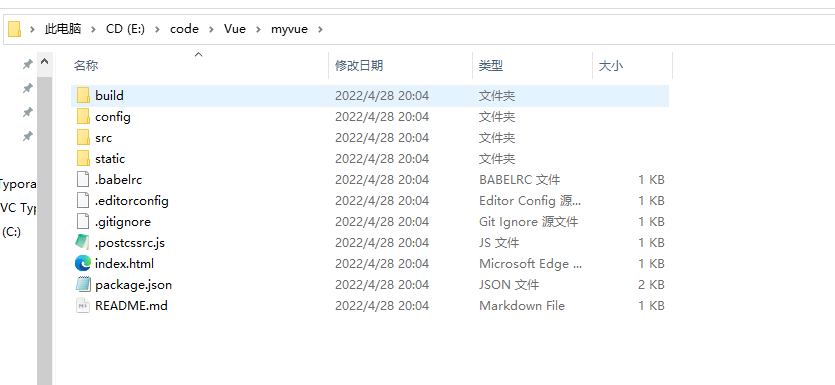 此电脑 > CD (E:) > code > Vue > myvue >
名称 修改日期 类型 大小
build 2022/4/28 20:04 文件夹
config 2022/4/28 20:04 文件夹
src 2022/4/28 20:04 文件夹
static 2022/4/28 20:04 文件夹
.babelrc 2022/4/28 20:04 BABELRC 文件 1 KB
.editorconfig 2022/4/28 20:04 Editor Config 源... 1 KB
.gitignore 2022/4/28 20:04 Git Ignore 源文件 1 KB
.postcssrc.js 2022/4/28 20:04 JS 文件 1 KB
index.html 2022/4/28 20:04 Microsoft Edge ... 1 KB
package.json 2022/4/28 20:04 JSON 文件 2 KB
README.md 2022/4/28 20:04 Markdown File 1 KB
Typora
VC Typ
(C:)